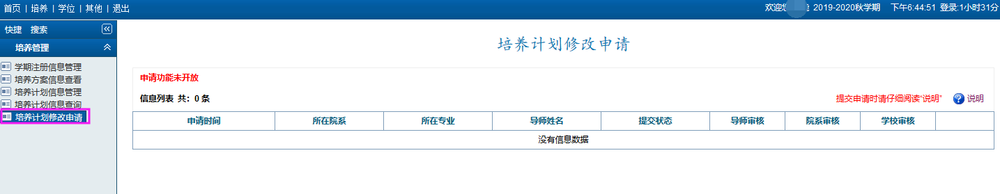 首页 | 培养 | 学位 | 其他 | 退出
欢迎您 2019-2020秋学期 下午6:44:51 登录:1小时31分
快捷 搜索
培养管理
学期注册信息管理
培养方案信息查看
培养计划信息管理
培养计划信息查询
培养计划修改申请
培养计划修改申请
申请功能未开放
信息列表 共: 0 条
提交申请时请仔细阅读“说明” 说明
申请时间 所在院系 所在专业 导师姓名 提交状态 导师审核 院系审核 学校审核
没有信息数据